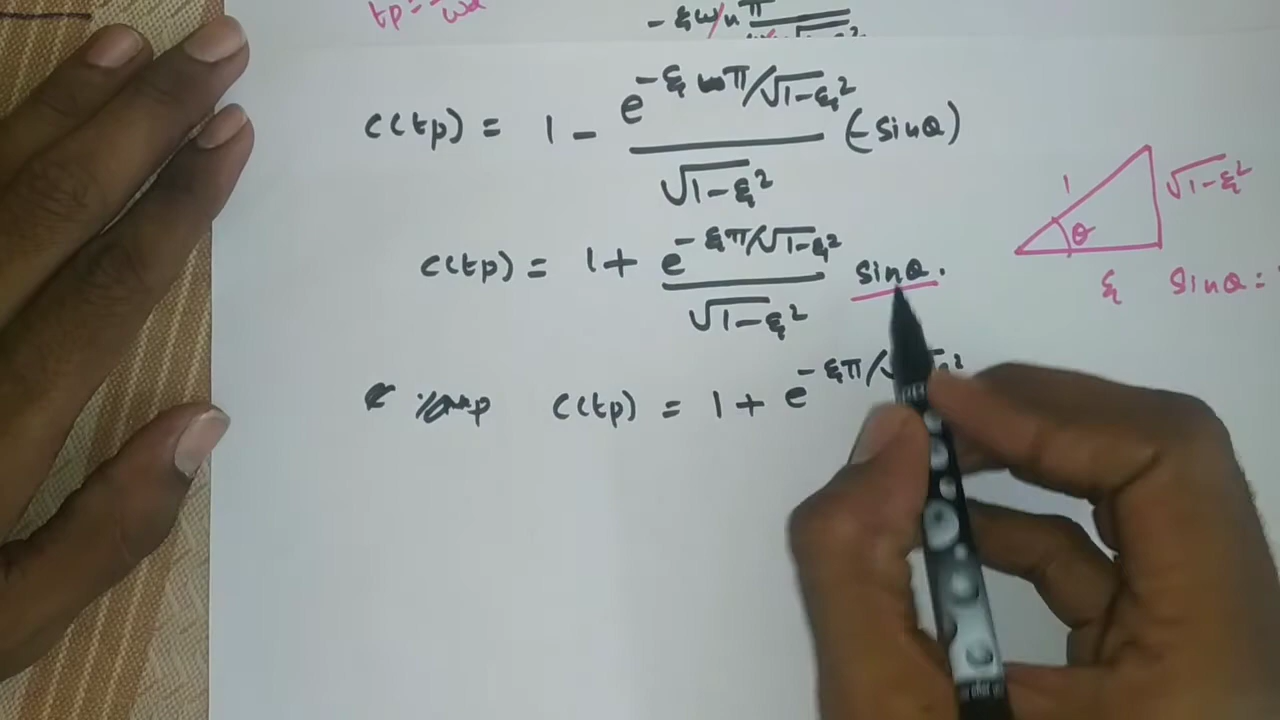 tp =
c(tp) = 1 - e^{-ξωπ/√1-ξ²} / √1-ξ² (-sinθ)
1 √1-ξ²
θ
c(tp) = 1 + e^{-ξπ/√1-ξ²} / √1-ξ² sinθ.
ξ sinθ =
c(tp) = 1 + e^{-ξπ/√